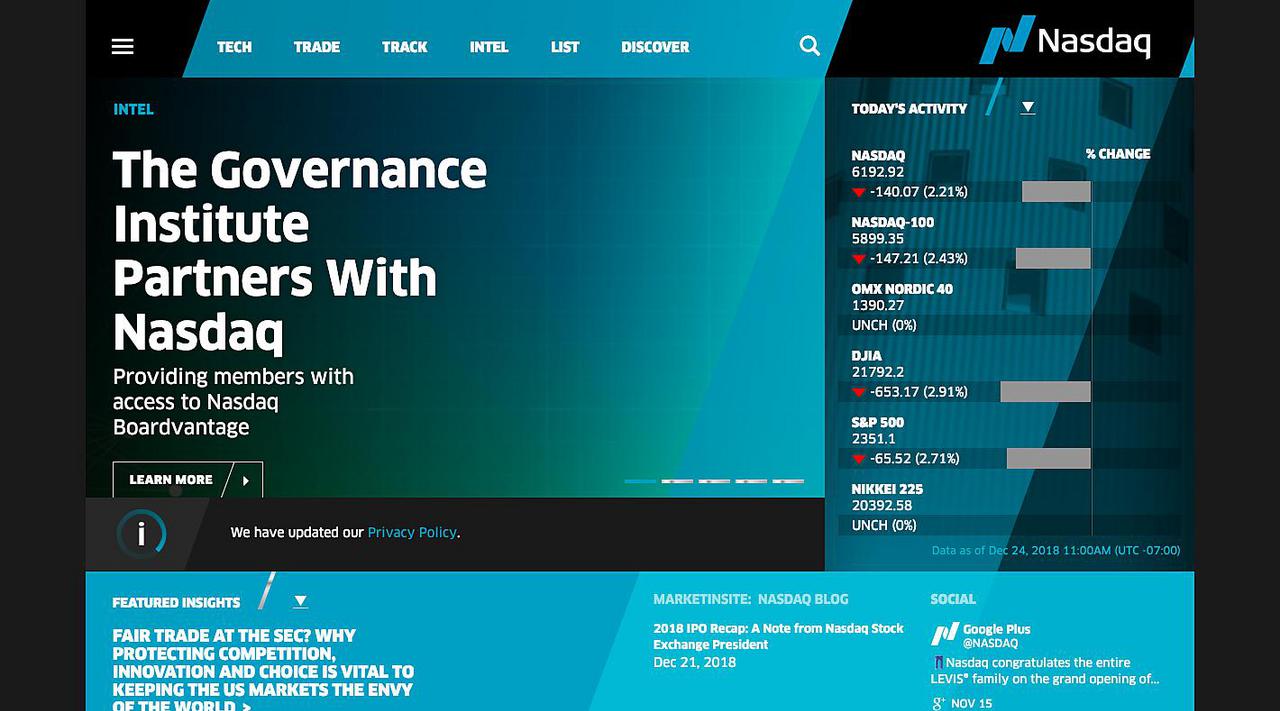 TECH TRADE TRACK INTEL LIST DISCOVER
Nasdaq
INTEL
The Governance
Institute
Partners With
Nasdaq
Providing members with
access to Nasdaq
Boardvantage
LEARN MORE
i
We have updated our Privacy Policy.
TODAY'S ACTIVITY
% CHANGE
NASDAQ
6192.92
-140.07 (2.21%)
NASDAQ-100
5899.35
-147.21 (2.43%)
OMX NORDIC 40
1390.27
UNCH (0%)
DJIA
21792.2
-653.17 (2.91%)
S&P 500
2351.1
-65.52 (2.71%)
NIKKEI 225
20392.58
UNCH (0%)
Data as of Dec 24, 2018 11:00AM (UTC -07:00)
FEATURED INSIGHTS
FAIR TRADE AT THE SEC? WHY
PROTECTING COMPETITION,
INNOVATION AND CHOICE IS VITAL TO
KEEPING THE US MARKETS THE ENVY
OF THE WORLD >
MARKETINSITE: NASDAQ BLOG
2018 IPO Recap: A Note from Nasdaq Stock
Exchange President
Dec 21, 2018
SOCIAL
Google Plus
@NASDAQ
Nasdaq congratulates the entire
LEVIS® family on the grand opening of...
g+ NOV 15